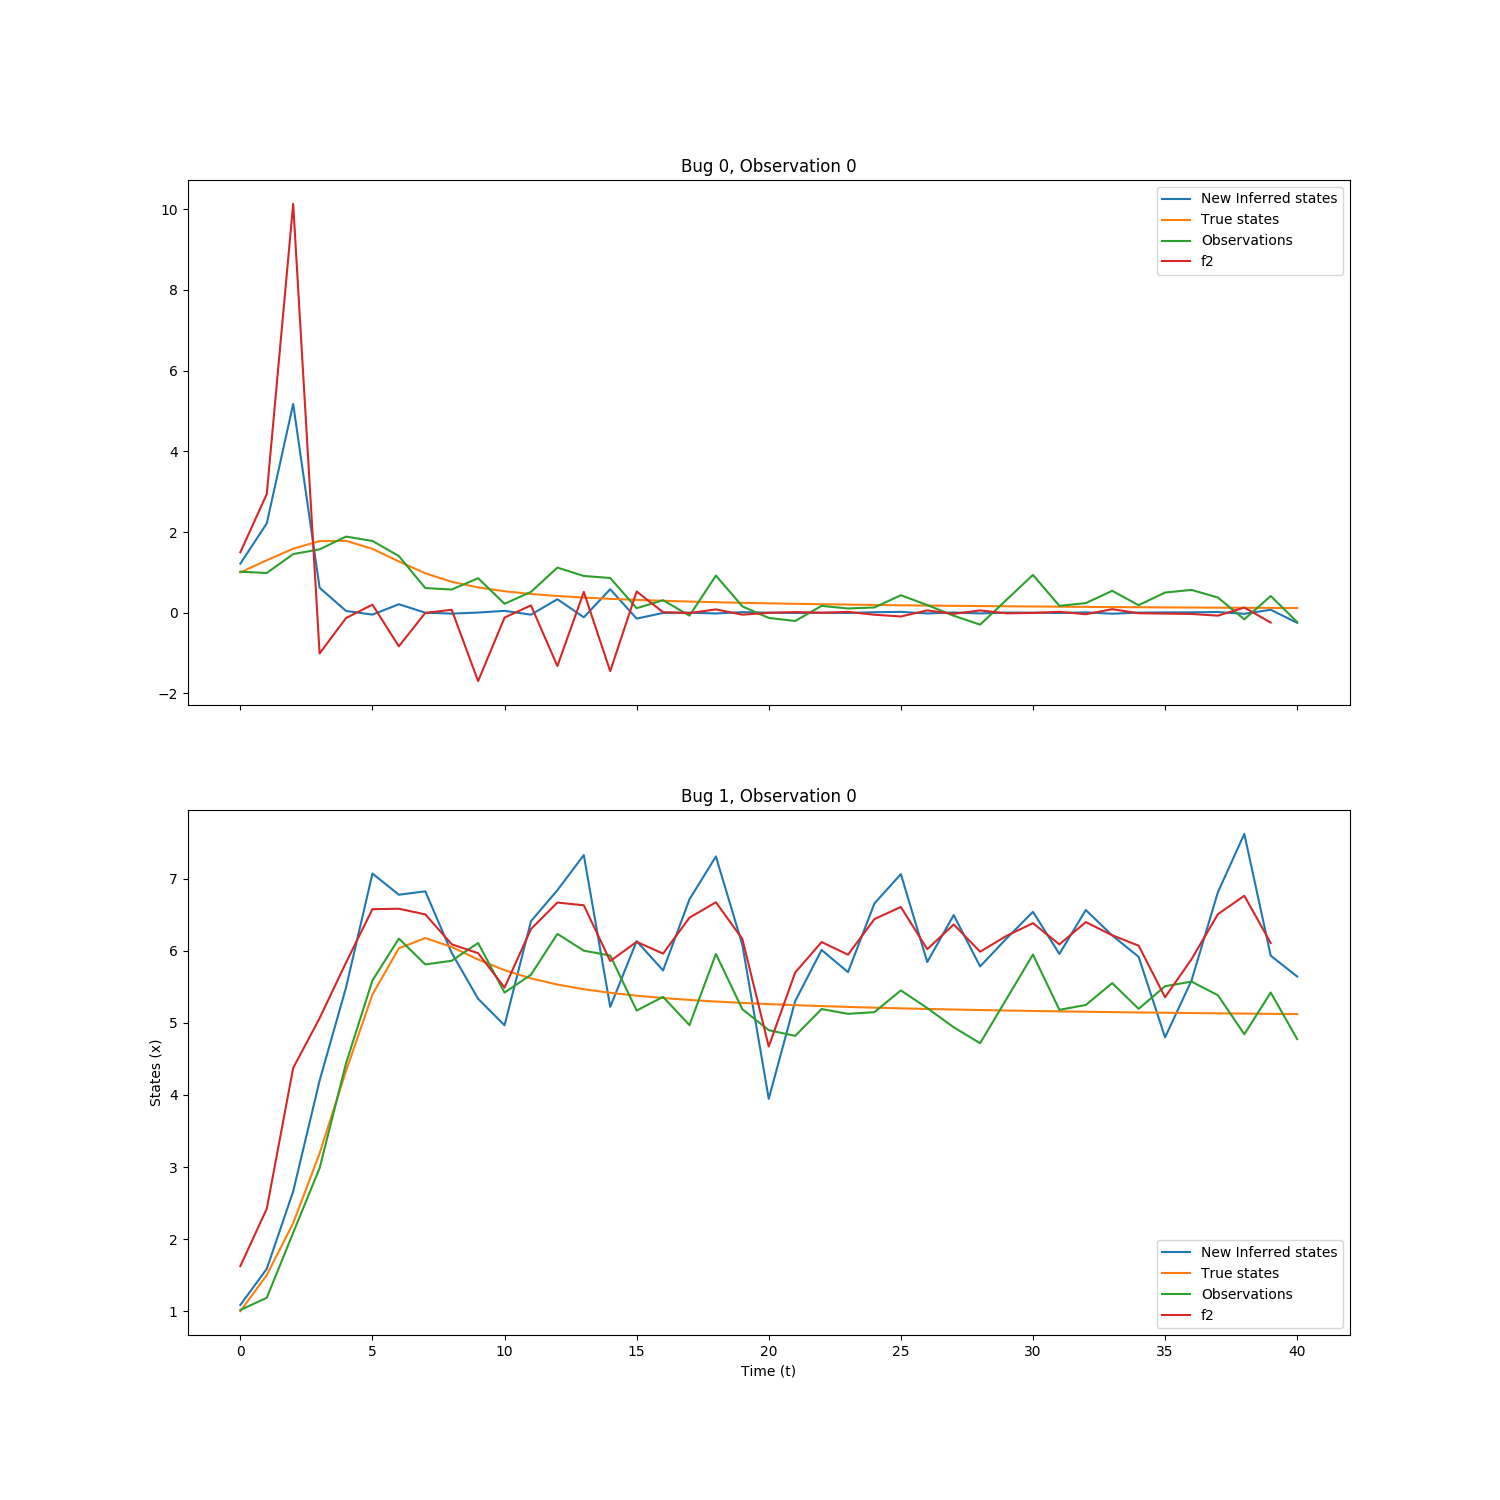 Bug 0, Observation 0
10
8
6
4
2
0
−2
New Inferred states
True states
Observations
f2
Bug 1, Observation 0
States (x)
7
6
5
4
3
2
1
New Inferred states
True states
Observations
f2
0 5 10 15 20 25 30 35 40
Time (t)